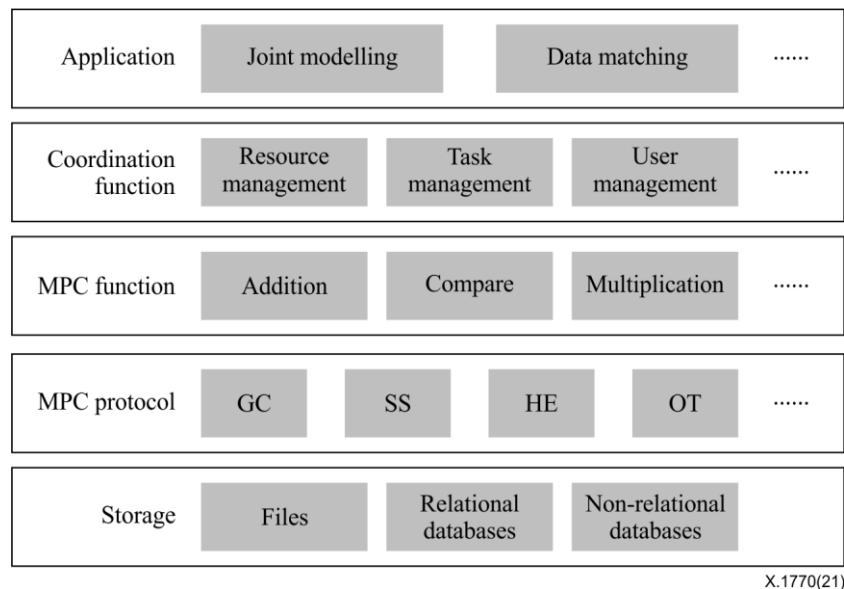 Application
Joint modelling
Data matching
......
Coordination
function
Resource
management
Task
management
User
management
......
MPC function
Addition
Compare
Multiplication
......
MPC protocol
GC
SS
HE
OT
......
Storage
Files
Relational
databases
Non-relational
databases
X.1770(21)